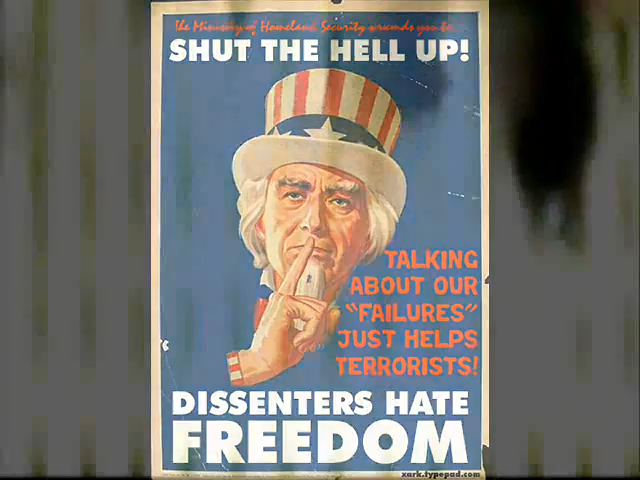 The Ministry of Homeland Security reminds you to...
SHUT THE HELL UP!
TALKING
ABOUT OUR
“FAILURES”
JUST HELPS
TERRORISTS!
DISSENTERS HATE
FREEDOM
xark.typepad.com